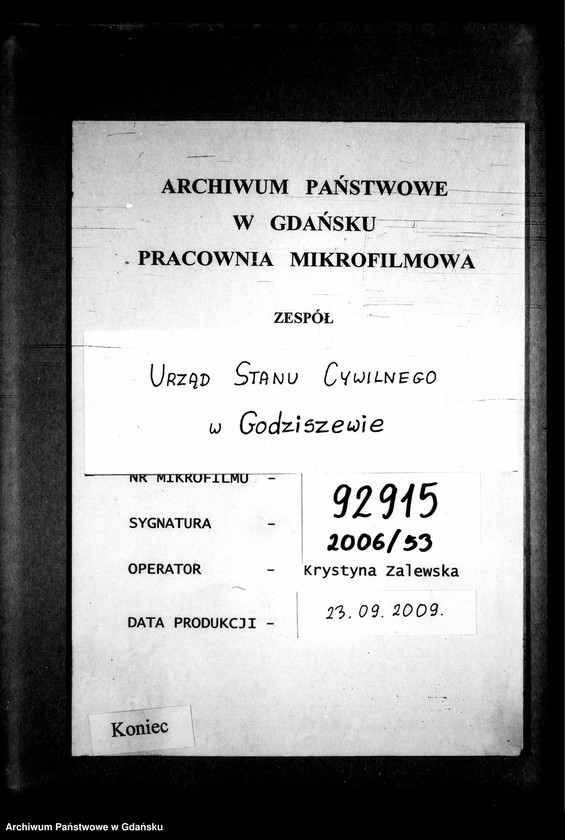 ARCHIWUM PAŃSTWOWE
W GDAŃSKU
PRACOWNIA MIKROFILMOWA
ZESPÓŁ
URZĄD STANU CYWILNEGO
w Godziszewie
NR MIKROFILMU - 92915
SYGNATURA - 2006/53
OPERATOR - Krystyna Zalewska
DATA PRODUKCJI - 23.09.2009.
Koniec
Archiwum Państwowe w Gdańsku